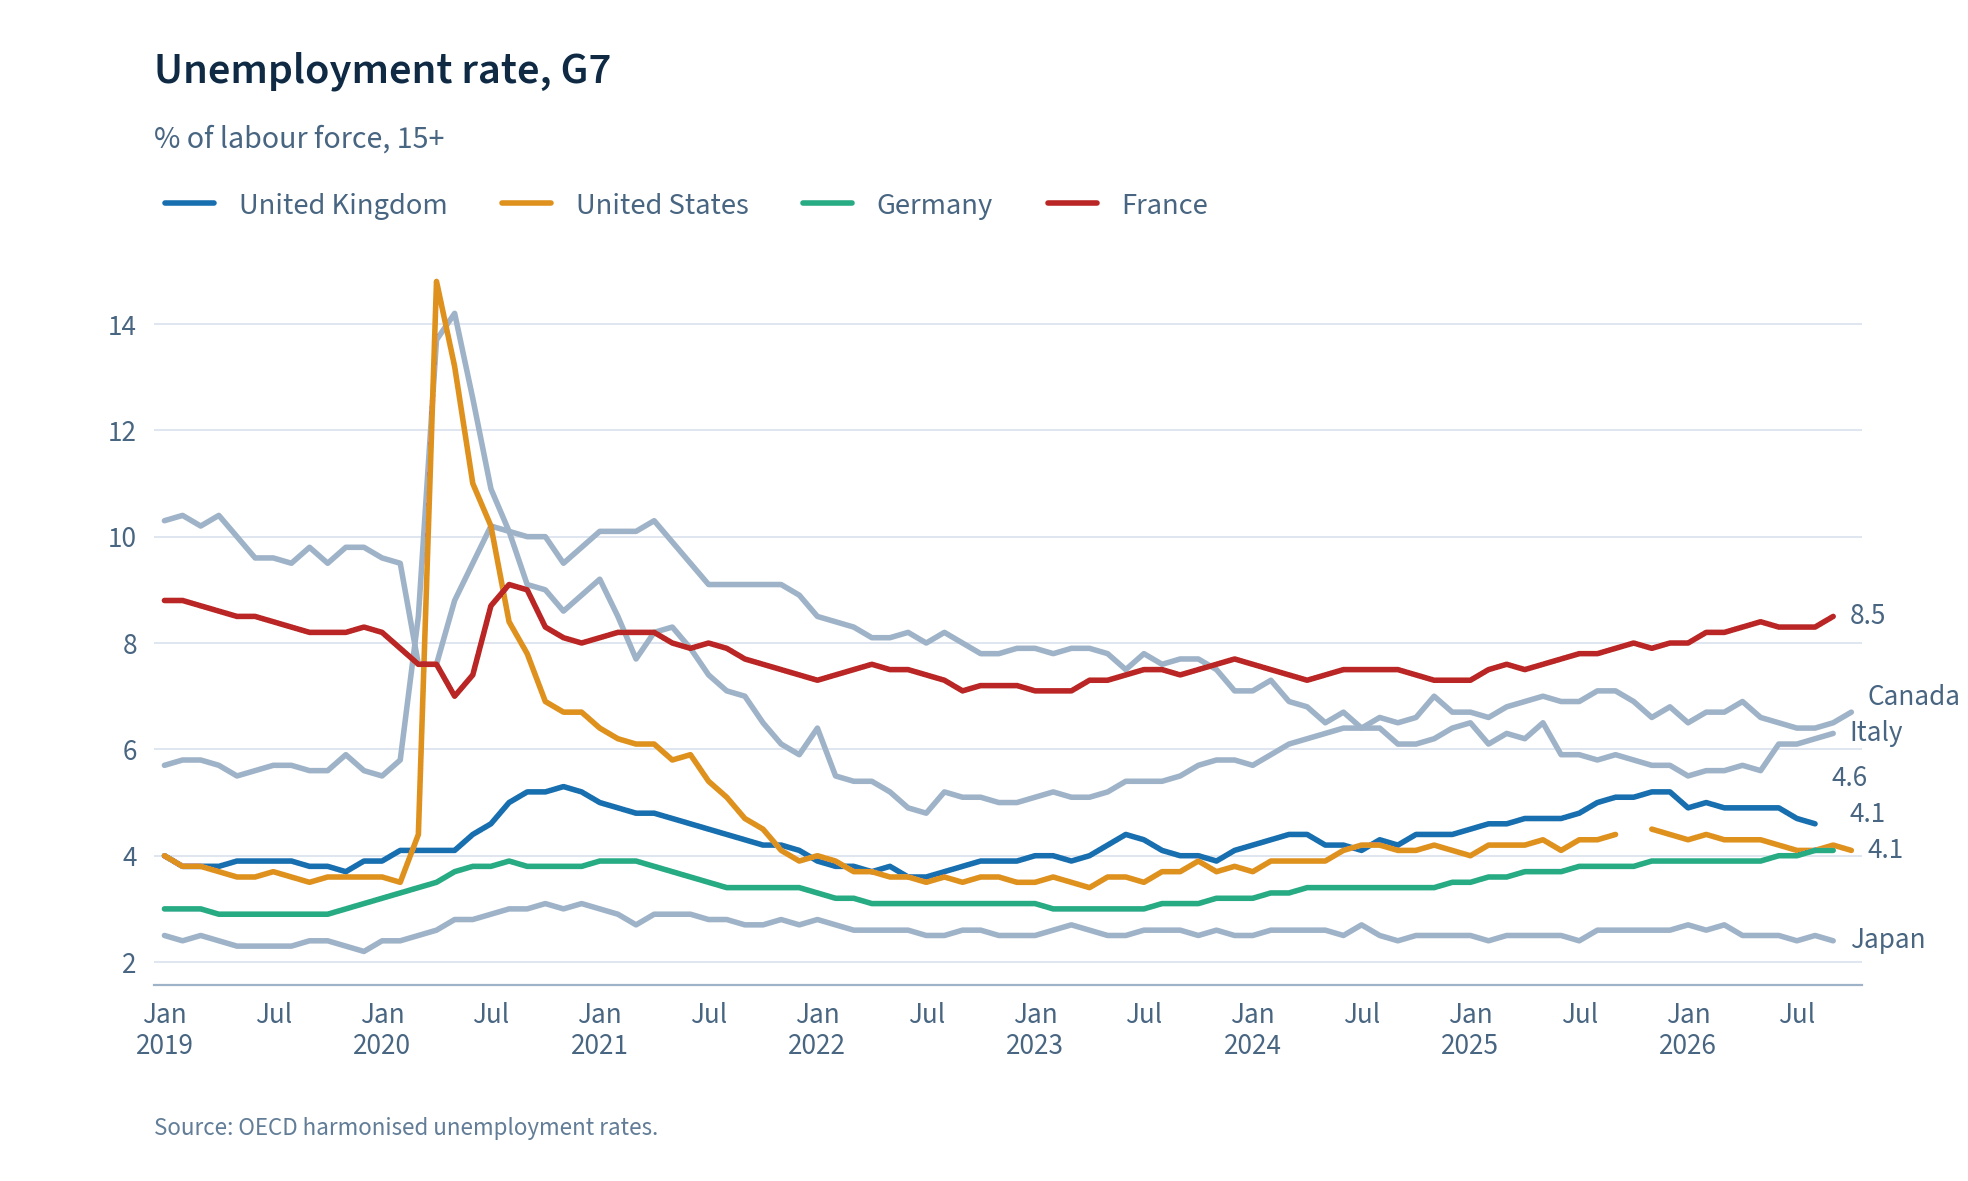 Unemployment rate, G7
% of labour force, 15+
United Kingdom United States Germany France
14
12
10
8
6
4
2
8.5
Canada
Italy
4.6
4.1
4.1
Japan
Jan Jul Jan Jul Jan Jul Jan Jul Jan Jul Jan Jul Jan Jul Jan Jul
2019 2020 2021 2022 2023 2024 2025 2026
Source: OECD harmonised unemployment rates.